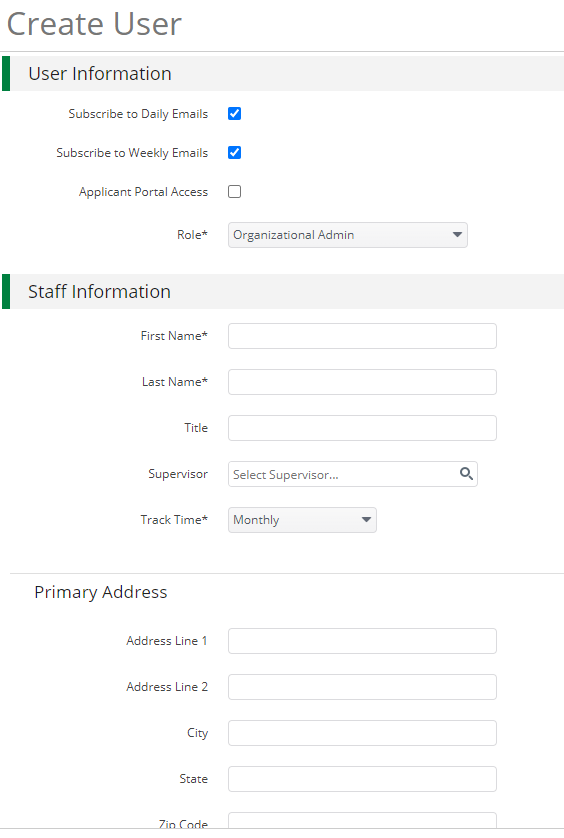 Create User
User Information
Subscribe to Daily Emails
Subscribe to Weekly Emails
Applicant Portal Access
Role* Organizational Admin
Staff Information
First Name*
Last Name*
Title
Supervisor Select Supervisor...
Track Time* Monthly
Primary Address
Address Line 1
Address Line 2
City
State
Zip Code